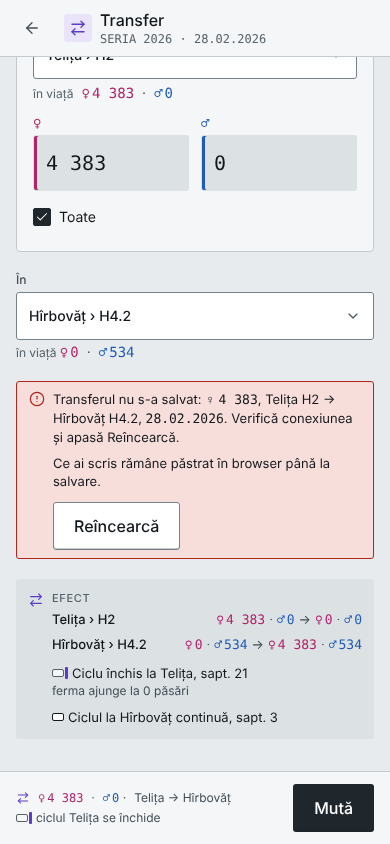 Transfer
SERIA 2026 · 28.02.2026
Telița › H2
în viață ♀4 383 · ♂0
♀ ♂
4 383 0
Toate
În
Hîrbovăț › H4.2
în viață ♀0 · ♂534
Transferul nu s-a salvat: ♀ 4 383, Telița H2 →
Hîrbovăț H4.2, 28.02.2026. Verifică conexiunea
și apasă Reîncearcă.
Ce ai scris rămâne păstrat în browser până la
salvare.
Reîncearcă
EFECT
Telița › H2 ♀4 383 · ♂0 → ♀0 · ♂0
Hîrbovăț › H4.2 ♀0 · ♂534 → ♀4 383 · ♂534
Ciclu închis la Telița, sapt. 21
ferma ajunge la 0 păsări
Ciclul la Hîrbovăț continuă, sapt. 3
♀4 383 · ♂0 · Telița → Hîrbovăț
ciclul Telița se închide
Mută